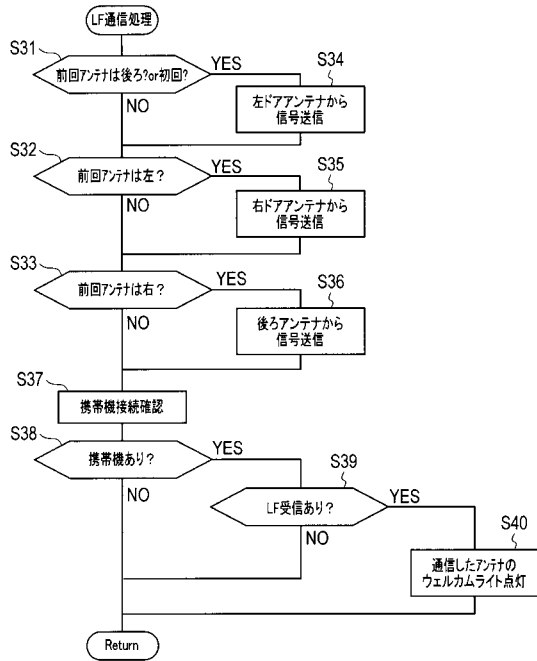 LF通信処理
S31
前回アンテナは後ろ?or初回?
YES
S34
左ドアアンテナから
信号送信
NO
S32
前回アンテナは左？
YES
S35
右ドアアンテナから
信号送信
NO
S33
前回アンテナは右？
YES
S36
後ろアンテナから
信号送信
NO
S37
携帯機接続確認
S38
携帯機あり？
YES
S39
NO
LF受信あり？
YES
NO
S40
通信したアンテナの
ウェルカムライト点灯
Return